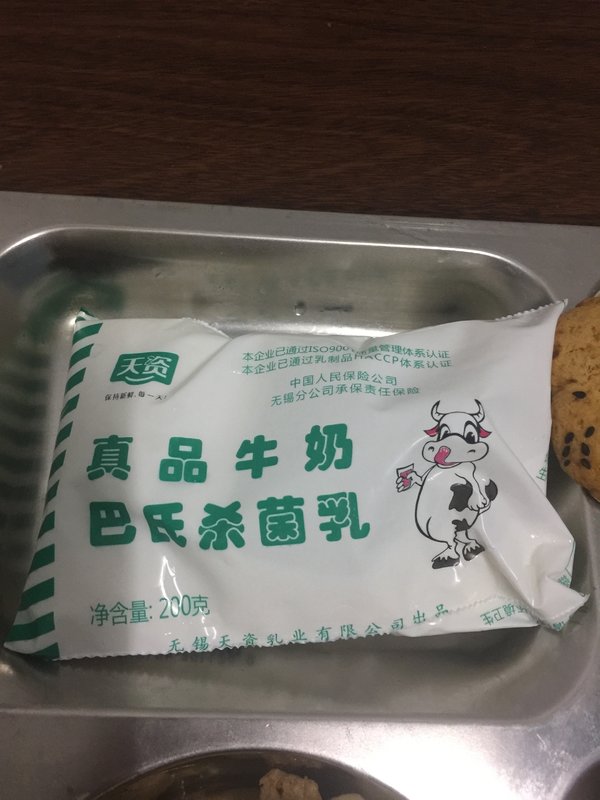 天资
保持新鲜，每一天！
本企业已通过ISO9001质量管理体系认证
本企业已通过乳制品HACCP体系认证
中国人民保险公司
无锡分公司承保责任保险
真品牛奶
巴氏杀菌乳
净含量: 200克
无锡天资乳业有限公司出品
卫生